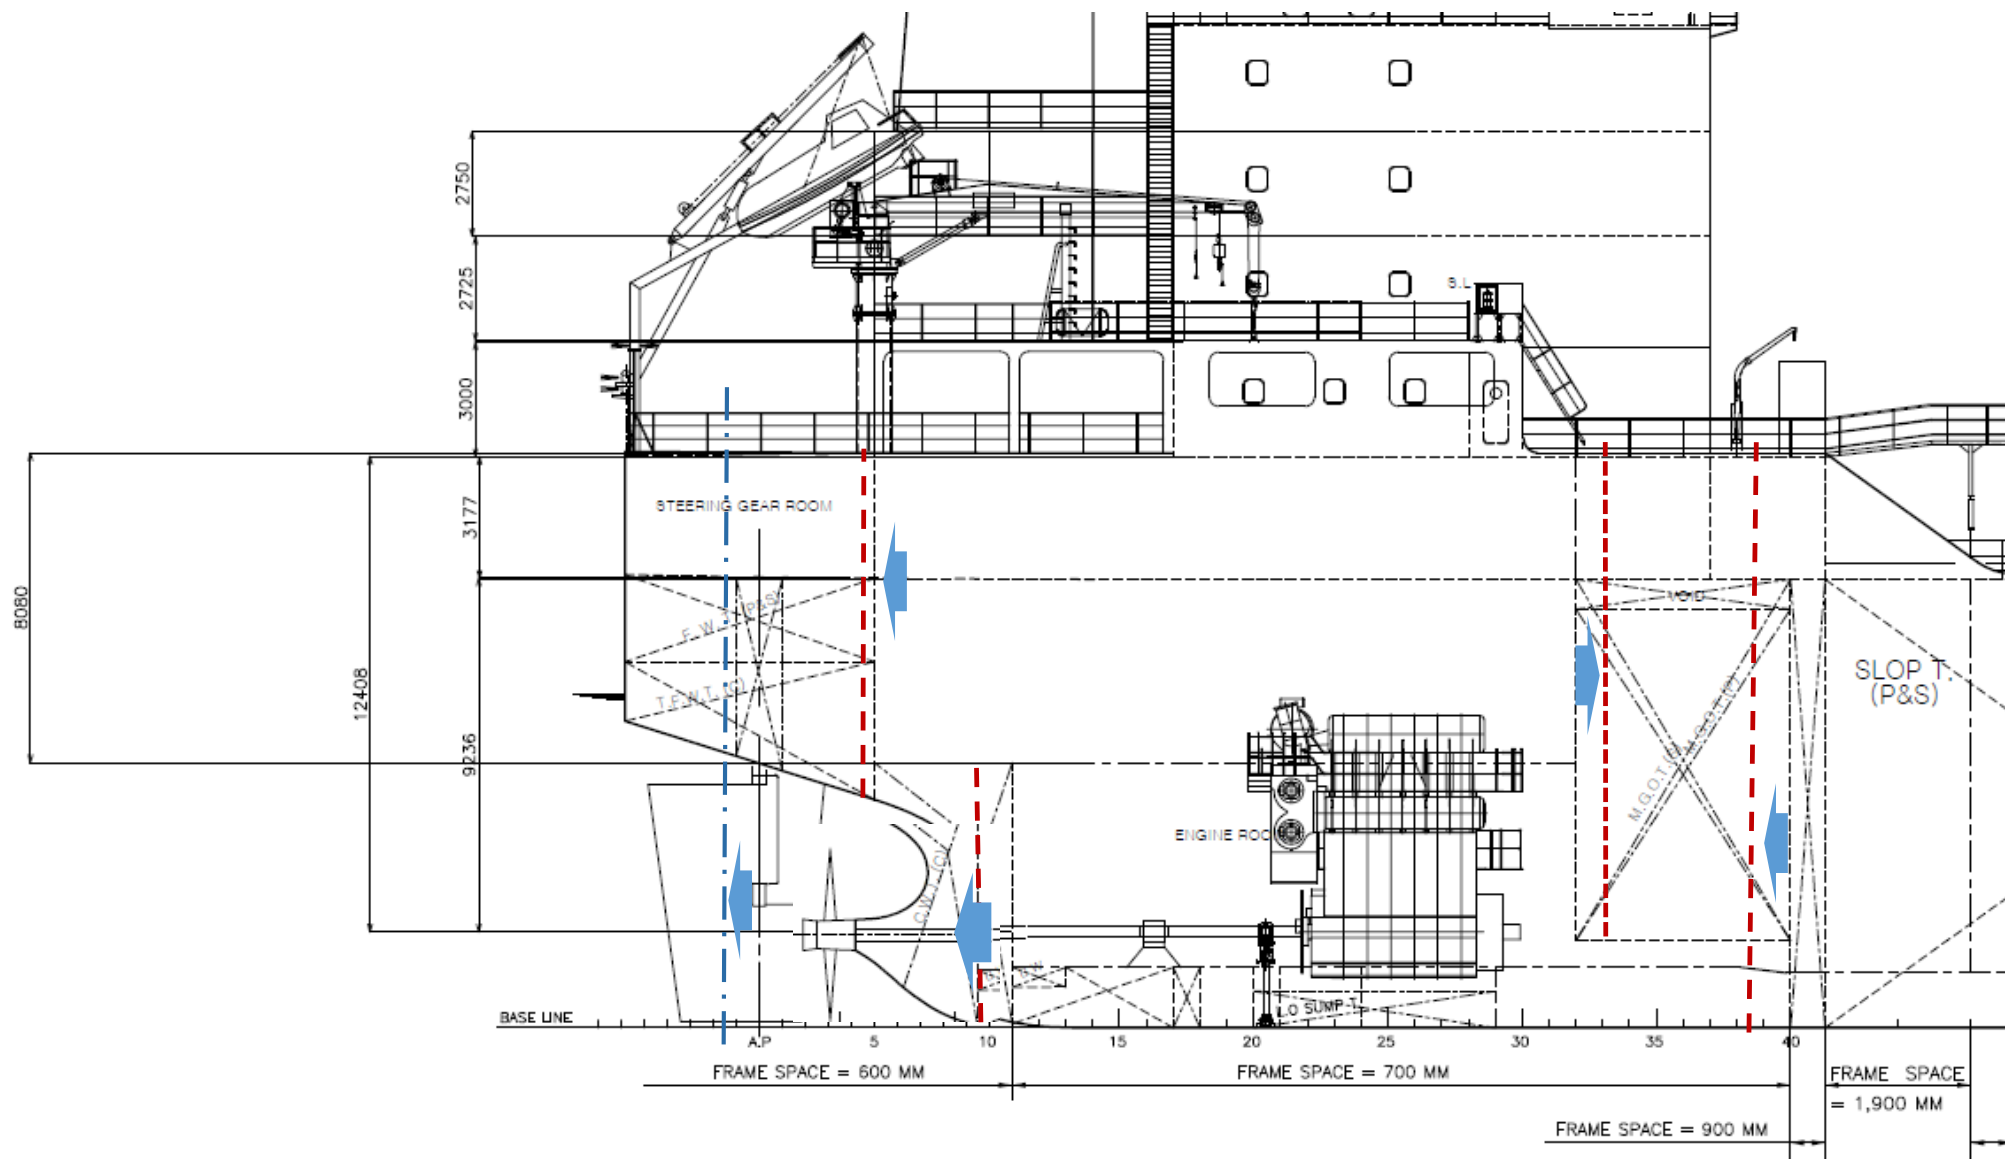 2750
2725
S.L
3000
STEERING GEAR ROOM
3177
8080
F. W. T. (P&S)
VOID
12408
T.F.W.T. (C)
SLOP T.
(P&S)
9236
M.G.O.T (P)
ENGINE ROO
C.W.T. (C)
L.O SUMP T.
BASE LINE
A.P 5 10 15 20 25 30 35 40
FRAME SPACE = 600 MM
FRAME SPACE = 700 MM
FRAME SPACE
= 1,900 MM
FRAME SPACE = 900 MM